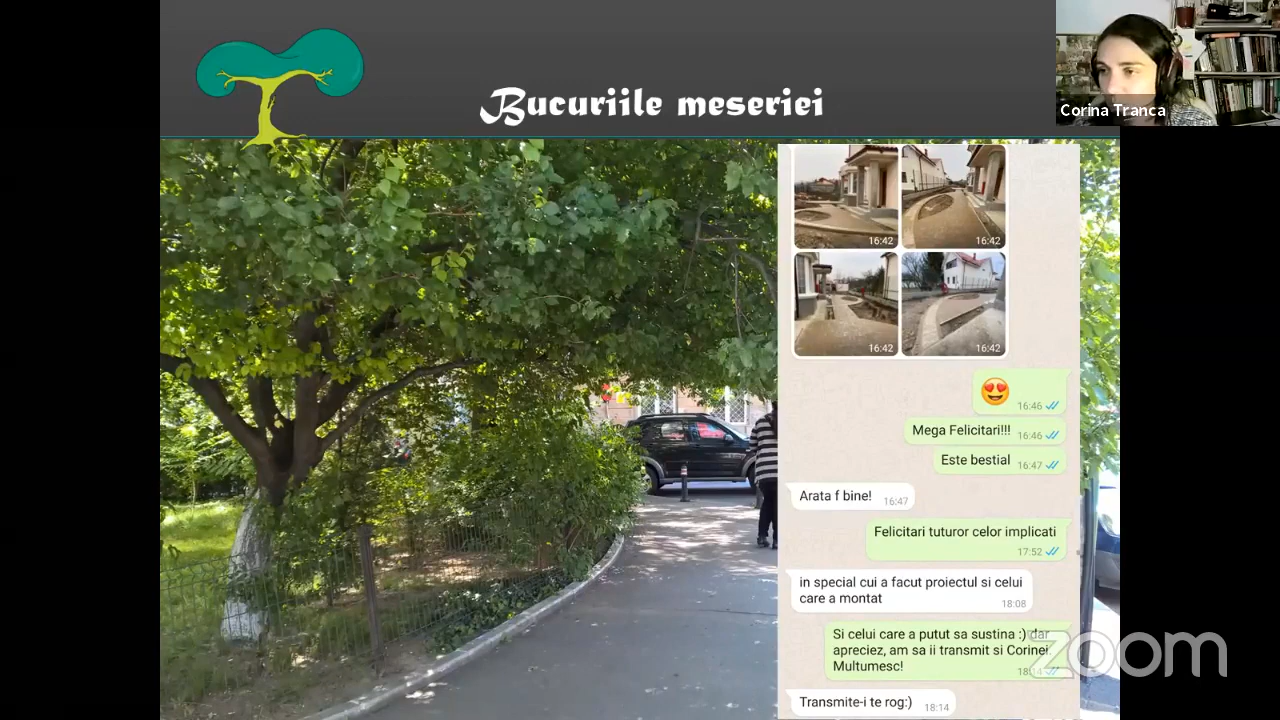 Bucuriile meseriei
Corina Tranca
16:42
16:42
16:42
16:42
16:46
Mega Felicitari!!! 16:46
Este bestial 16:47
Arata f bine! 16:47
Felicitari tuturor celor implicati
17:52
in special cui a facut proiectul si celui
care a montat 18:08
Si celui care a putut sa sustina :) dar
apreciez, am sa ii transmit si Corinei.
Multumesc! 18:14
zoom
Transmite-i te rog:) 18:14